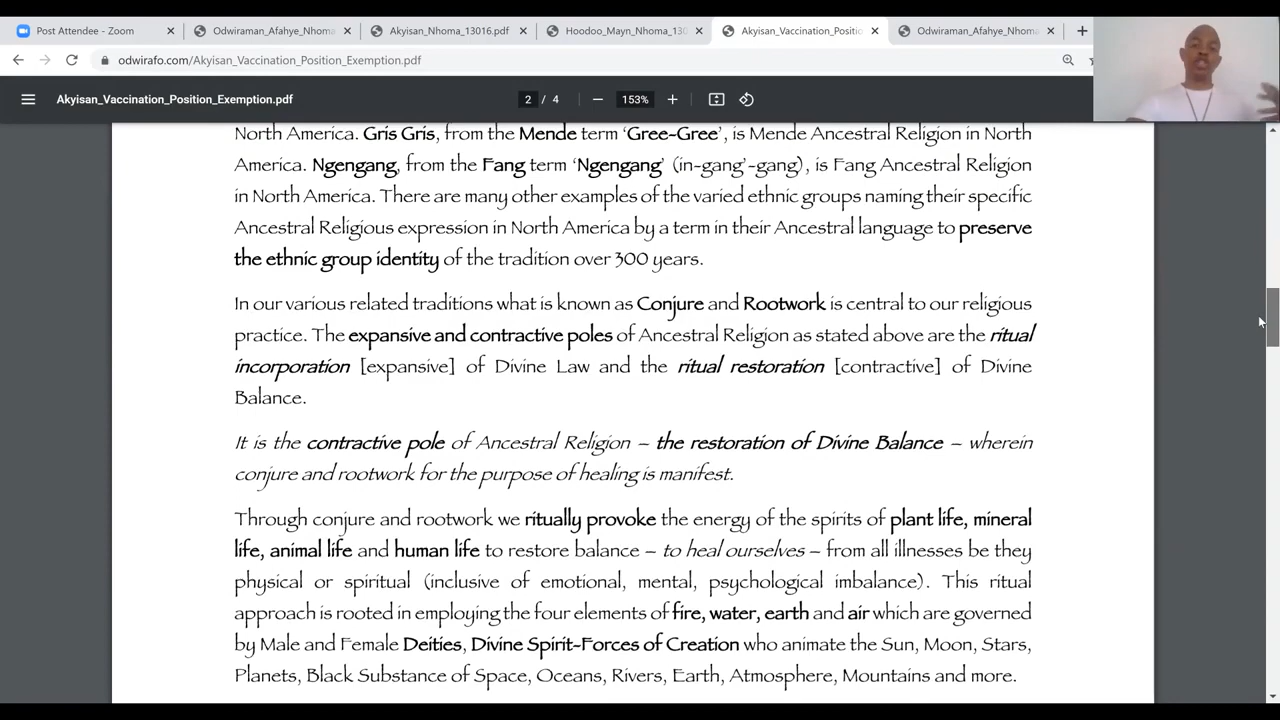 Post Attendee - Zoom
Odwiraman_Afahye_Nhoma
Akyisan_Nhoma_13016.pdf
Hoodoo_Mayn_Nhoma_130
Akyisan_Vaccination_Positio
Odwiraman_Afahye_Nhoma
odwirafo.com/Akyisan_Vaccination_Position_Exemption.pdf
Akyisan_Vaccination_Position_Exemption.pdf
2 / 4
153%
North America. Gris Gris, from the Mende term ‘Gree-Gree’, is Mende Ancestral Religion in North
America. Ngengang, from the Fang term ‘Ngengang’ (in-gang’-gang), is Fang Ancestral Religion
in North America. There are many other examples of the varied ethnic groups naming their specific
Ancestral Religious expression in North America by a term in their Ancestral language to preserve
the ethnic group identity of the tradition over 300 years.
In our various related traditions what is known as Conjure and Rootwork is central to our religious
practice. The expansive and contractive poles of Ancestral Religion as stated above are the ritual
incorporation [expansive] of Divine Law and the ritual restoration [contractive] of Divine
Balance.
It is the contractive pole of Ancestral Religion – the restoration of Divine Balance – wherein
conjure and rootwork for the purpose of healing is manifest.
Through conjure and rootwork we ritually provoke the energy of the spirits of plant life, mineral
life, animal life and human life to restore balance – to heal ourselves – from all illnesses be they
physical or spiritual (inclusive of emotional, mental, psychological imbalance). This ritual
approach is rooted in employing the four elements of fire, water, earth and air which are governed
by Male and Female Deities, Divine Spirit-Forces of Creation who animate the Sun, Moon, Stars,
Planets, Black Substance of Space, Oceans, Rivers, Earth, Atmosphere, Mountains and more.